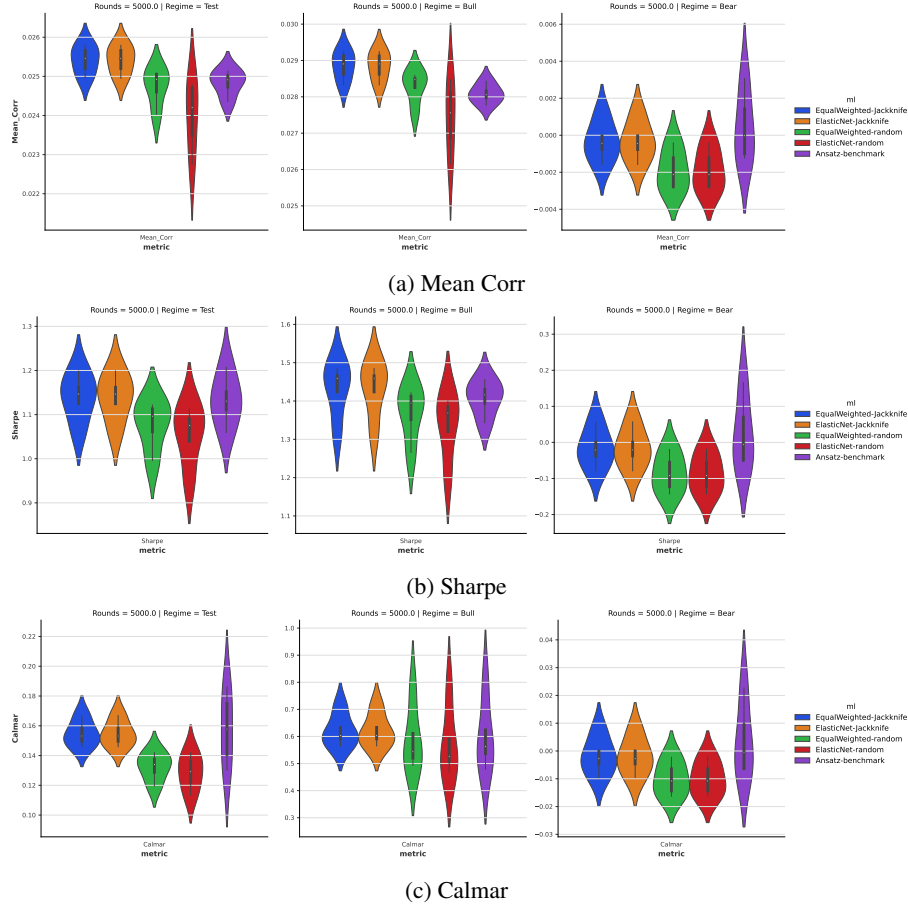 Rounds = 5000.0 | Regime = Test
Rounds = 5000.0 | Regime = Bull
Rounds = 5000.0 | Regime = Bear
0.026
0.025
0.024
0.023
0.022
Mean_Corr
Mean_Corr
metric
0.030
0.029
0.028
0.027
0.026
0.025
Mean_Corr
metric
0.006
0.004
0.002
0.000
−0.002
−0.004
Mean_Corr
metric
ml
EqualWeighted-Jackknife
ElasticNet-Jackknife
EqualWeighted-random
ElasticNet-random
Ansatz-benchmark
(a) Mean Corr
Rounds = 5000.0 | Regime = Test
Rounds = 5000.0 | Regime = Bull
Rounds = 5000.0 | Regime = Bear
1.3
1.2
1.1
1.0
0.9
Sharpe
Sharpe
metric
1.6
1.5
1.4
1.3
1.2
1.1
Sharpe
metric
0.3
0.2
0.1
−0.0
−0.1
−0.2
Sharpe
metric
ml
EqualWeighted-Jackknife
ElasticNet-Jackknife
EqualWeighted-random
ElasticNet-random
Ansatz-benchmark
(b) Sharpe
Rounds = 5000.0 | Regime = Test
Rounds = 5000.0 | Regime = Bull
Rounds = 5000.0 | Regime = Bear
0.22
0.20
0.18
0.16
0.14
0.12
0.10
Calmar
Calmar
metric
1.0
0.9
0.8
0.7
0.6
0.5
0.4
0.3
Calmar
metric
0.04
0.03
0.02
0.01
0.00
−0.01
−0.02
−0.03
Calmar
metric
ml
EqualWeighted-Jackknife
ElasticNet-Jackknife
EqualWeighted-random
ElasticNet-random
Ansatz-benchmark
(c) Calmar